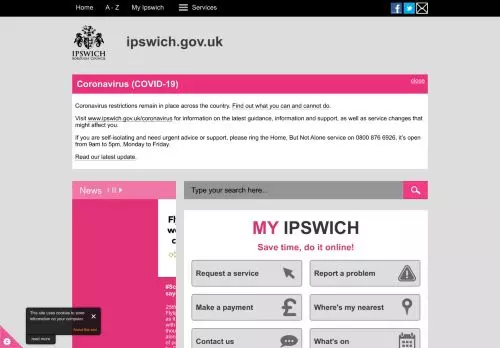 Home A - Z My Ipswich Services
IPSWICH
BOROUGH COUNCIL
ipswich.gov.uk
Coronavirus (COVID-19)
close
Coronavirus restrictions remain in place across the country. Find out what you can and cannot do.
Visit www.ipswich.gov.uk/coronavirus for information on the latest guidance, information and support, as well as service changes that
might affect you.
If you are self-isolating and need urgent advice or support, please ring the Home, But Not Alone service on 0800 876 6926, it's open
from 9am to 5pm, Monday to Friday.
Read our latest update.
News
Type your search here...
MY IPSWICH
Save time, do it online!
Request a service
Report a problem
Make a payment
Where's my nearest
Contact us
What's on
This site uses cookies to store
information on your computer.
About this tool
read more